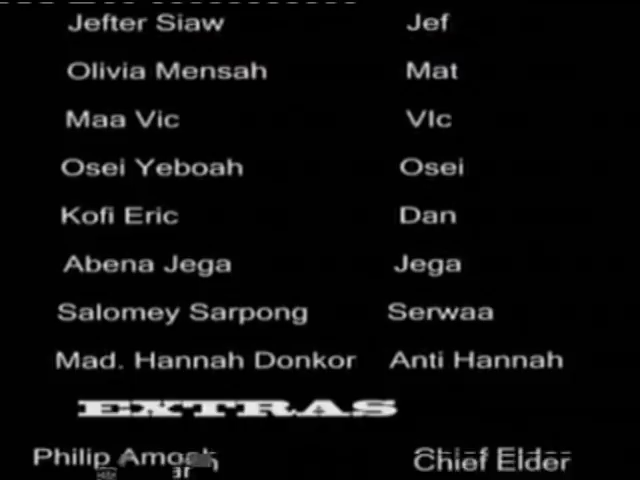 Jefter Siaw Jef
Olivia Mensah Mat
Maa Vic VIc
Osei Yeboah Osei
Kofi Eric Dan
Abena Jega Jega
Salomey Sarpong Serwaa
Mad. Hannah Donkor Anti Hannah
EXTRAS
Philip Chief Elder